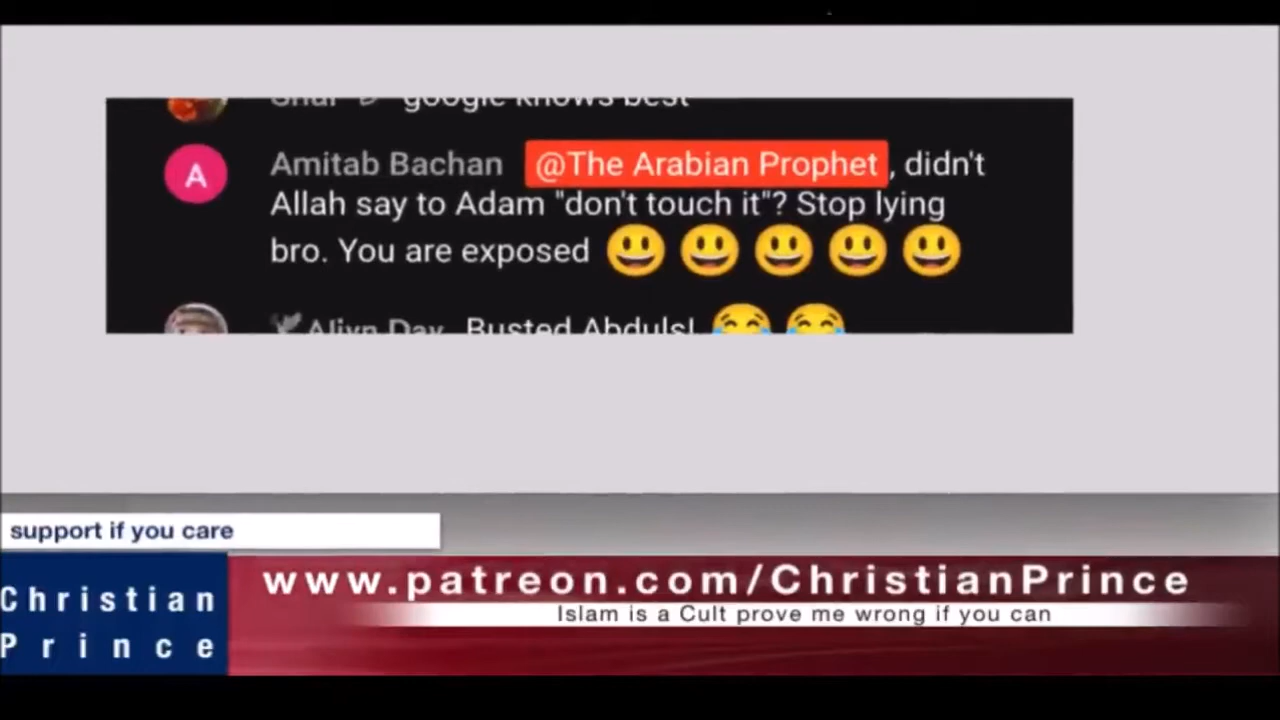 google knows best
Amitab Bachan @The Arabian Prophet, didn't
Allah say to Adam "don't touch it"? Stop lying
bro. You are exposed 😃 😃 😃 😃 😃
Busted Abduls! 😂 😂
support if you care
Christian
Prince
www.patreon.com/ChristianPrince
Islam is a Cult prove me wrong if you can